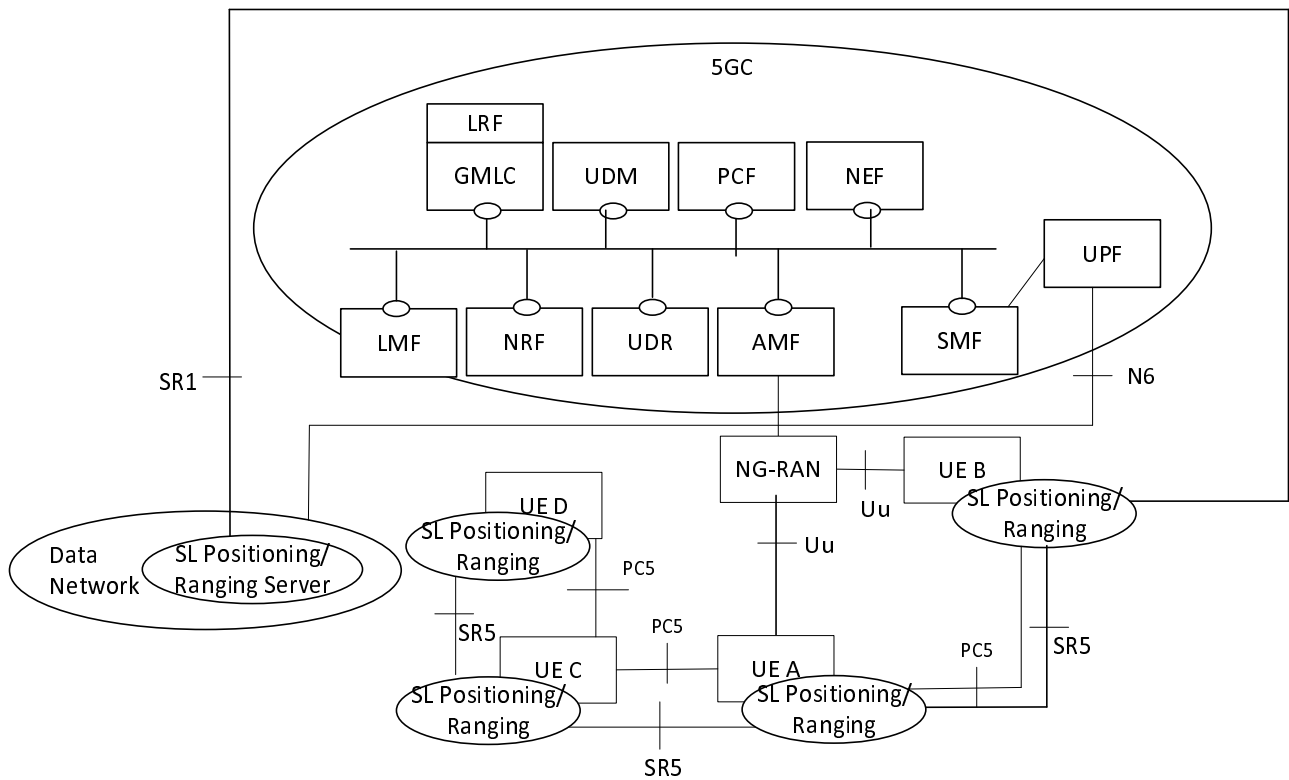 5GC
LRF
GMLC
UDM
PCF
NEF
UPF
LMF
NRF
UDR
AMF
SMF
SR1
N6
NG-RAN
UE B
Uu
SL Positioning/
Ranging
UE D
SL Positioning/
Ranging
Data
Network
SL Positioning/
Ranging Server
Uu
PC5
SR5
PC5
SR5
PC5
UE C
SL Positioning/
Ranging
UE A
SL Positioning/
Ranging
SR5